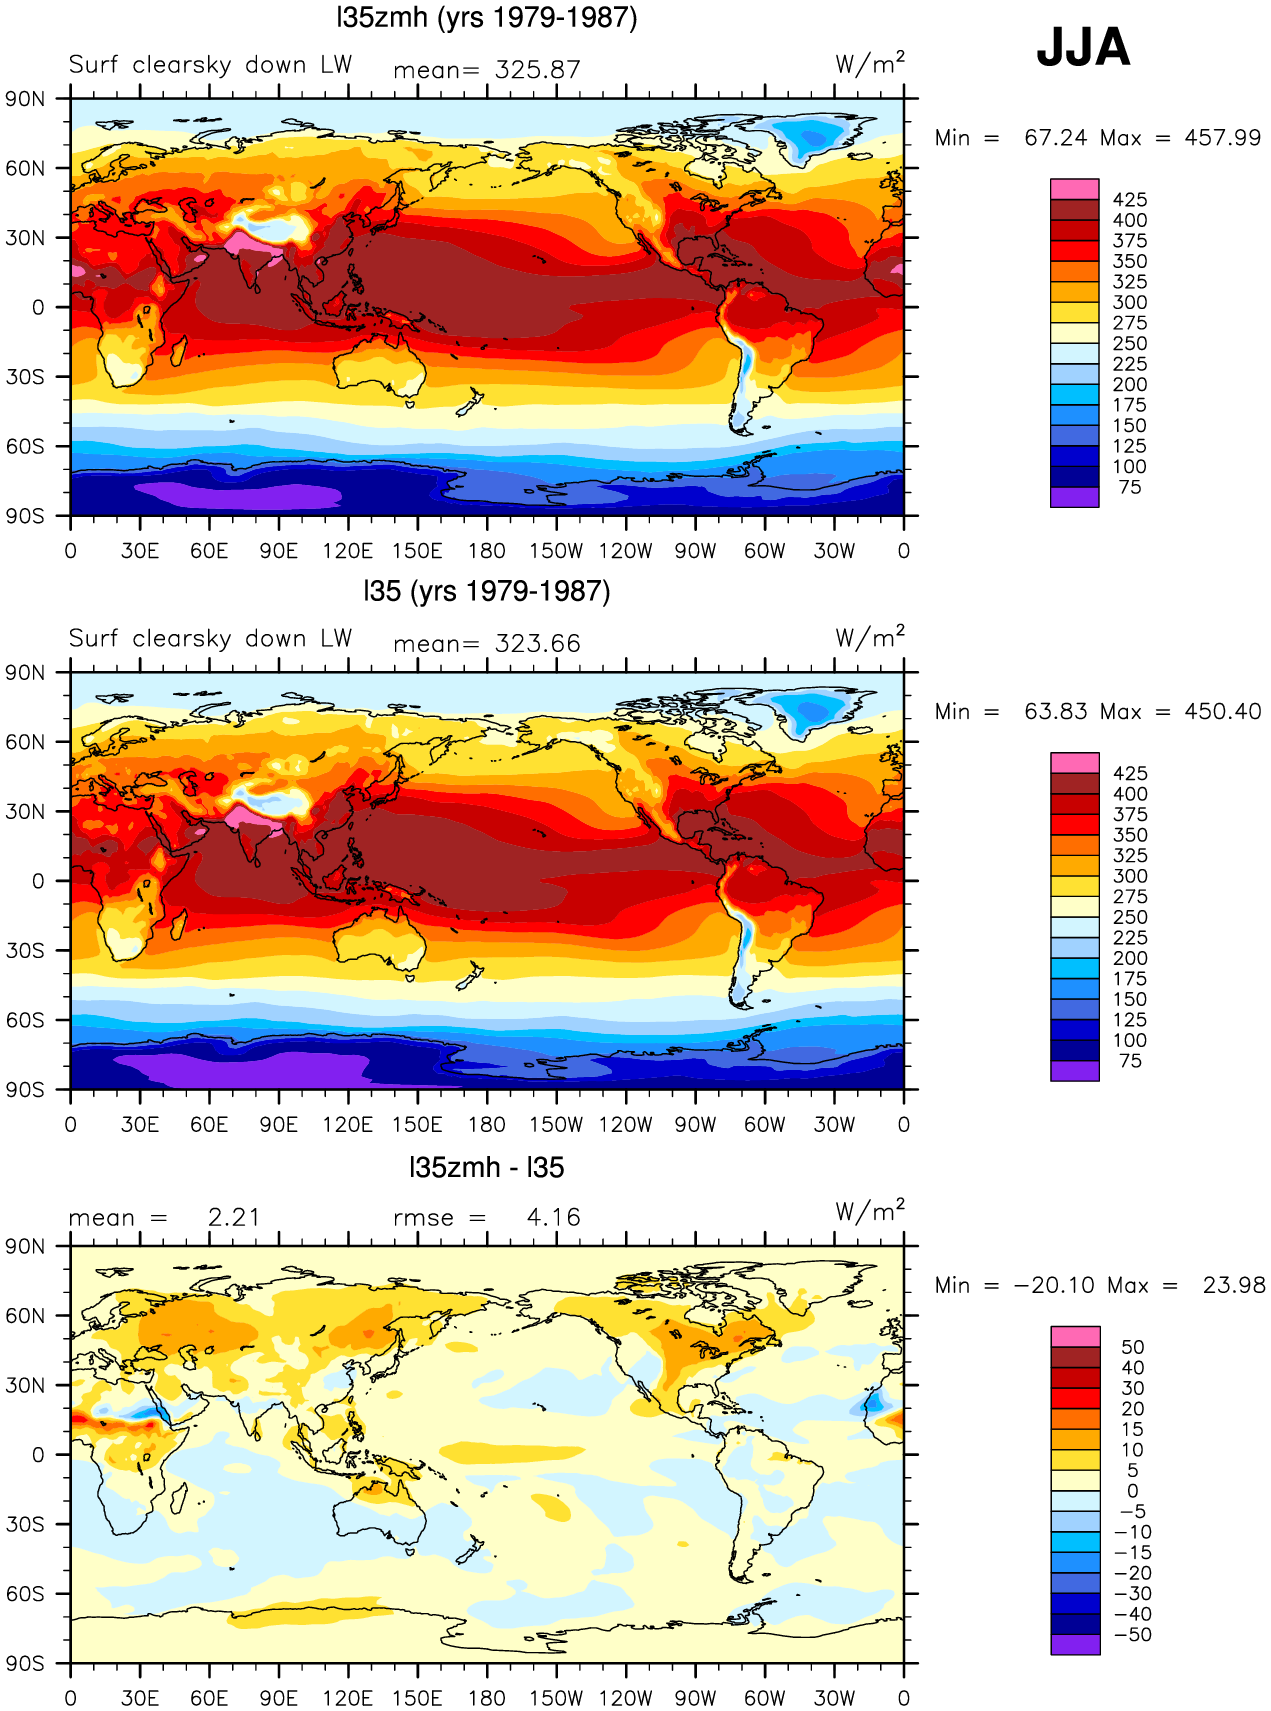 l35zmh (yrs 1979-1987)
JJA
Surf clearsky down LW mean= 325.87 W/m²
Min = 67.24 Max = 457.99
90N
60N
30N
0
30S
60S
90S
0 30E 60E 90E 120E 150E 180 150W 120W 90W 60W 30W 0
425
400
375
350
325
300
275
250
225
200
175
150
125
100
75
l35 (yrs 1979-1987)
Surf clearsky down LW mean= 323.66 W/m²
Min = 63.83 Max = 450.40
90N
60N
30N
0
30S
60S
90S
0 30E 60E 90E 120E 150E 180 150W 120W 90W 60W 30W 0
425
400
375
350
325
300
275
250
225
200
175
150
125
100
75
l35zmh - l35
mean = 2.21 rmse = 4.16 W/m²
Min = −20.10 Max = 23.98
90N
60N
30N
0
30S
60S
90S
0 30E 60E 90E 120E 150E 180 150W 120W 90W 60W 30W 0
50
40
30
20
15
10
5
0
−5
−10
−15
−20
−30
−40
−50